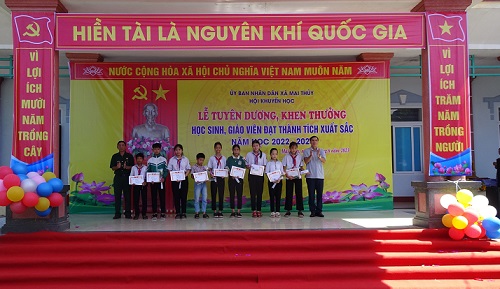 HIỀN TÀI LÀ NGUYÊN KHÍ QUỐC GIA
VÌ LỢI ÍCH MƯỜI NĂM TRỒNG CÂY
NƯỚC CỘNG HÒA XÃ HỘI CHỦ NGHĨA VIỆT NAM MUÔN NĂM
ỦY BAN NHÂN DÂN XÃ MAI THỦY
HỘI KHUYẾN HỌC
LỄ TUYÊN DƯƠNG, KHEN THƯỞNG
HỌC SINH, GIÁO VIÊN ĐẠT THÀNH TÍCH XUẤT SẮC
NĂM HỌC 2022 -
VÌ LỢI ÍCH TRĂM NĂM TRỒNG NGƯỜI